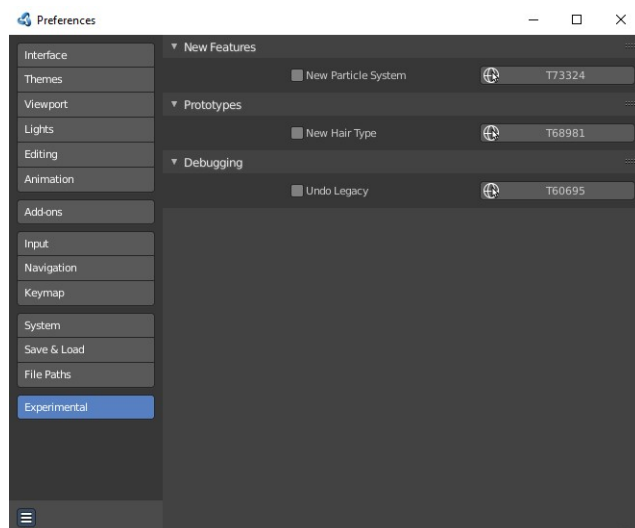 Preferences
Interface
Themes
Viewport
Lights
Editing
Animation
Add-ons
Input
Navigation
Keymap
System
Save & Load
File Paths
Experimental
New Features
New Particle System T73324
Prototypes
New Hair Type T68981
Debugging
Undo Legacy T60695